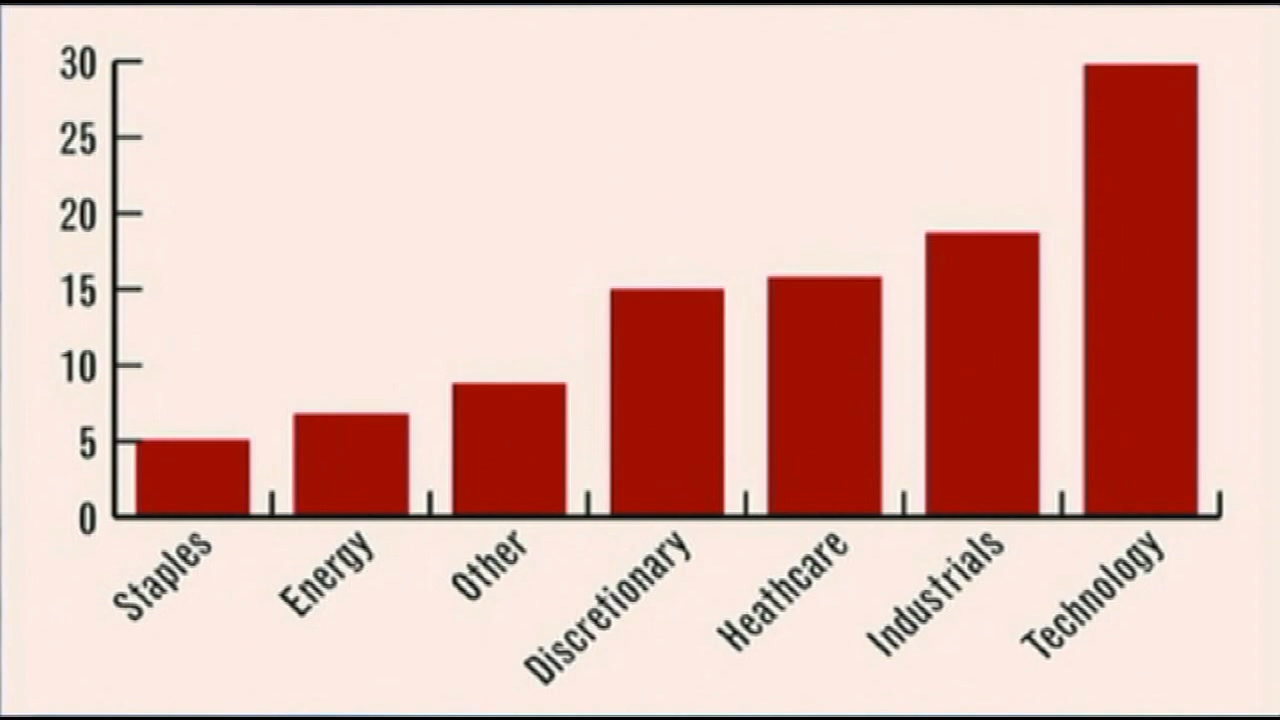 30
25
20
15
10
5
0
Staples
Energy
Other
Discretionary
Heathcare
Industrials
Technology